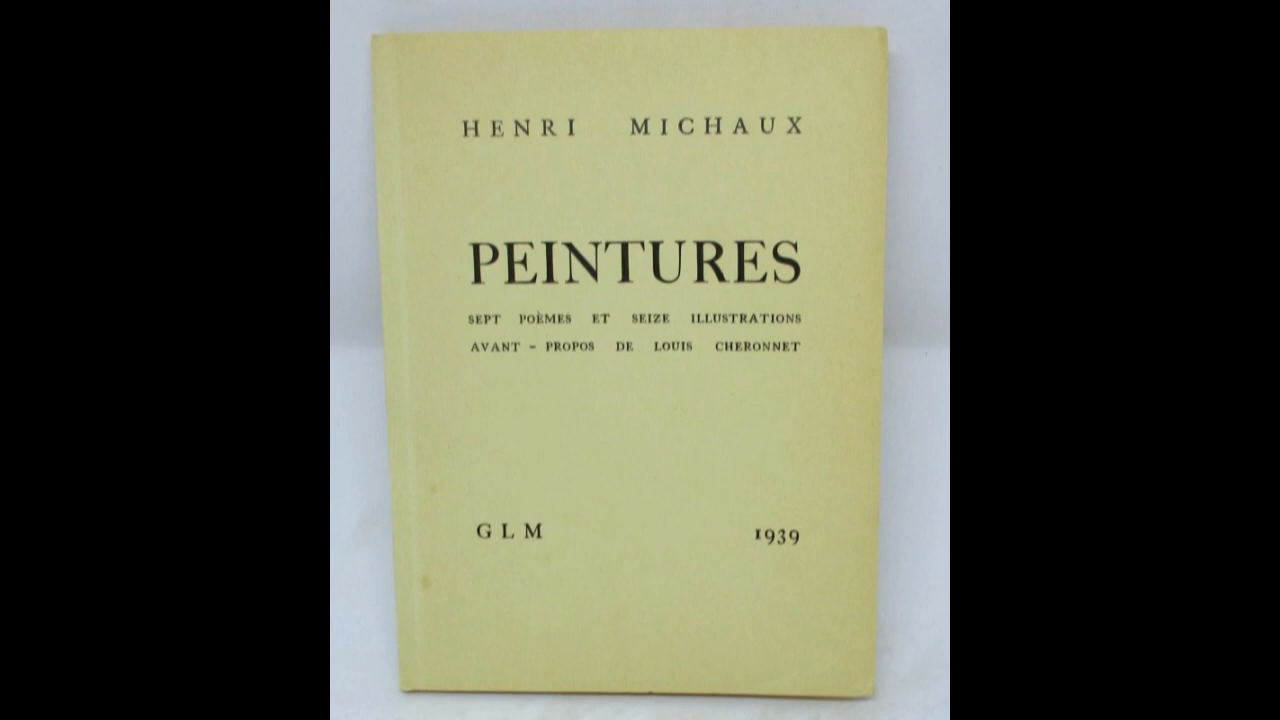 HENRI MICHAUX
PEINTURES
SEPT POÈMES ET SEIZE ILLUSTRATIONS
AVANT-PROPOS DE LOUIS CHERONNET
GLM 1939